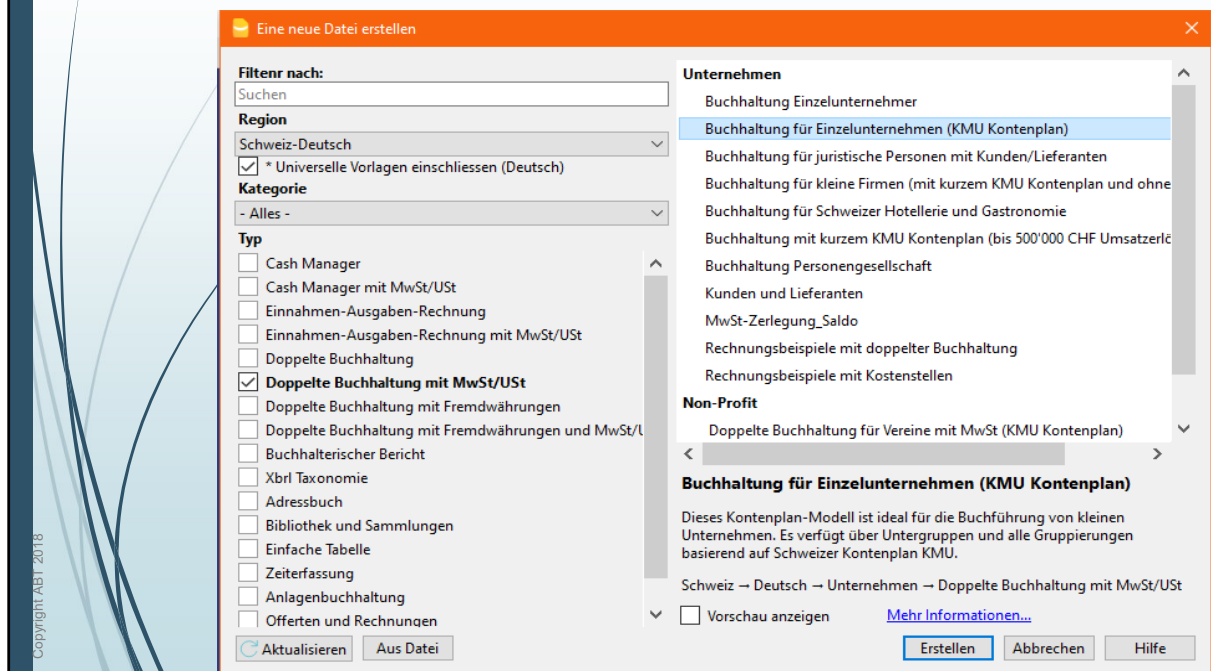 Eine neue Datei erstellen
Filtenr nach:
Suchen
Region
Schweiz-Deutsch
* Universelle Vorlagen einschliessen (Deutsch)
Kategorie
- Alles -
Typ
Cash Manager
Cash Manager mit MwSt/USt
Einnahmen-Ausgaben-Rechnung
Einnahmen-Ausgaben-Rechnung mit MwSt/USt
Doppelte Buchhaltung
Doppelte Buchhaltung mit MwSt/USt
Doppelte Buchhaltung mit Fremdwährungen
Doppelte Buchhaltung mit Fremdwährungen und MwSt/U
Buchhalterischer Bericht
Xbrl Taxonomie
Adressbuch
Bibliothek und Sammlungen
Einfache Tabelle
Zeiterfassung
Anlagenbuchhaltung
Offerten und Rechnungen
Aktualisieren
Aus Datei
Unternehmen
Buchhaltung Einzelunternehmer
Buchhaltung für Einzelunternehmen (KMU Kontenplan)
Buchhaltung für juristische Personen mit Kunden/Lieferanten
Buchhaltung für kleine Firmen (mit kurzem KMU Kontenplan und ohne
Buchhaltung für Schweizer Hotellerie und Gastronomie
Buchhaltung mit kurzem KMU Kontenplan (bis 500'000 CHF Umsatzerlö
Buchhaltung Personengesellschaft
Kunden und Lieferanten
MwSt-Zerlegung_Saldo
Rechnungsbeispiele mit doppelter Buchhaltung
Rechnungsbeispiele mit Kostenstellen
Non-Profit
Doppelte Buchhaltung für Vereine mit MwSt (KMU Kontenplan)
Buchhaltung für Einzelunternehmen (KMU Kontenplan)
Dieses Kontenplan-Modell ist ideal für die Buchführung von kleinen
Unternehmen. Es verfügt über Untergruppen und alle Gruppierungen
basierend auf Schweizer Kontenplan KMU.
Schweiz → Deutsch → Unternehmen → Doppelte Buchhaltung mit MwSt/USt
Vorschau anzeigen
Mehr Informationen...
Erstellen
Abbrechen
Hilfe
Copyright ABT 2018